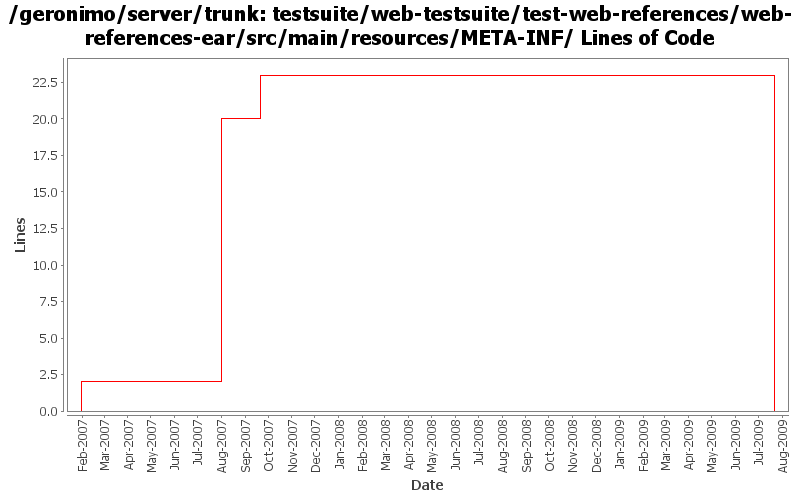 /geronimo/server/trunk: testsuite/web-testsuite/test-web-references/web-
references-ear/src/main/resources/META-INF/ Lines of Code
Lines
22.5
20.0
17.5
15.0
12.5
10.0
7.5
5.0
2.5
0.0
Feb-2007
Mar-2007
Apr-2007
May-2007
Jun-2007
Jul-2007
Aug-2007
Sep-2007
Oct-2007
Nov-2007
Dec-2007
Jan-2008
Feb-2008
Mar-2008
Apr-2008
May-2008
Jun-2008
Jul-2008
Aug-2008
Sep-2008
Oct-2008
Nov-2008
Dec-2008
Jan-2009
Feb-2009
Mar-2009
Apr-2009
May-2009
Jun-2009
Jul-2009
Aug-2009
Date